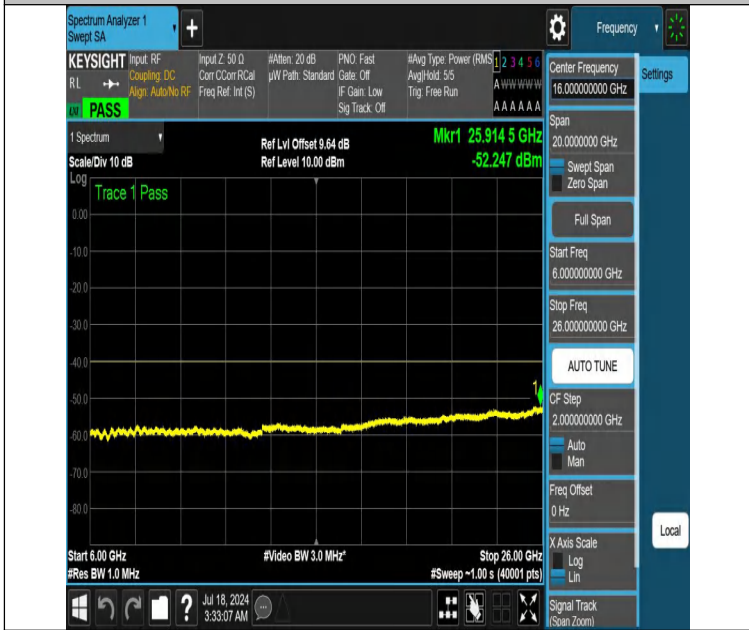 Spectrum Analyzer 1
Swept SA
+
Frequency
KEYSIGHT
RL
PASS
Input: RF
Coupling: DC
Align: Auto/No RF
Input Z: 50 Ω
Corr CCorr RCal
Freq Ref: Int (S)
#Atten: 20 dB
µW Path: Standard
PNO: Fast
Gate: Off
IF Gain: Low
Sig Track: Off
#Avg Type: Power (RMS
Avg|Hold: 5/5
Trig: Free Run
1 2 3 4 5 6
A W W W W W
A A A A A A
Center Frequency
16.000000000 GHz
Settings
1 Spectrum
Scale/Div 10 dB
Ref Lvl Offset 9.64 dB
Ref Level 10.00 dBm
Mkr1 25.914 5 GHz
-52.247 dBm
Log
Trace 1 Pass
0.00
-10.0
-20.0
-30.0
-40.0
-50.0
-60.0
-70.0
-80.0
1
Span
20.0000000 GHz
Swept Span
Zero Span
Full Span
Start Freq
6.000000000 GHz
Stop Freq
26.000000000 GHz
AUTO TUNE
CF Step
2.000000000 GHz
Auto
Man
Freq Offset
0 Hz
X Axis Scale
Log
Lin
Signal Track
(Span Zoom)
Local
Start 6.00 GHz
#Res BW 1.0 MHz
#Video BW 3.0 MHz*
Stop 26.00 GHz
#Sweep ~1.00 s (40001 pts)
?
Jul 18, 2024
3:33:07 AM